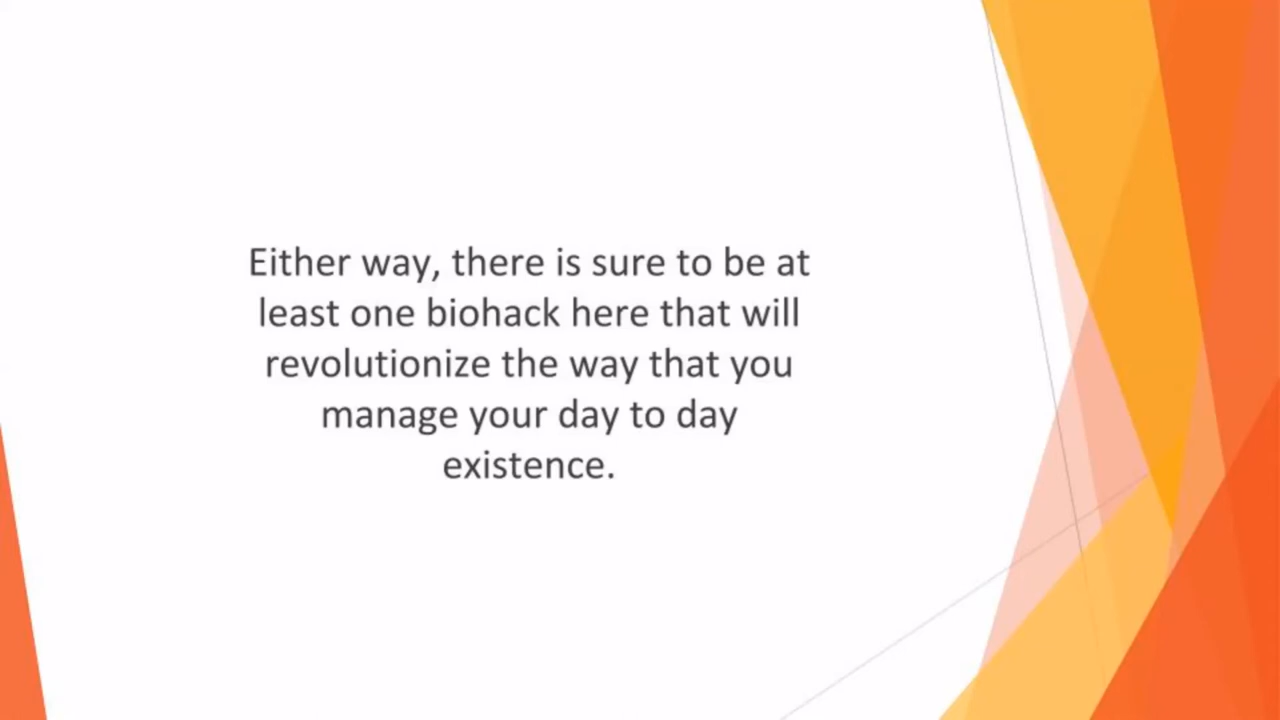 Either way, there is sure to be at
least one biohack here that will
revolutionize the way that you
manage your day to day
existence.